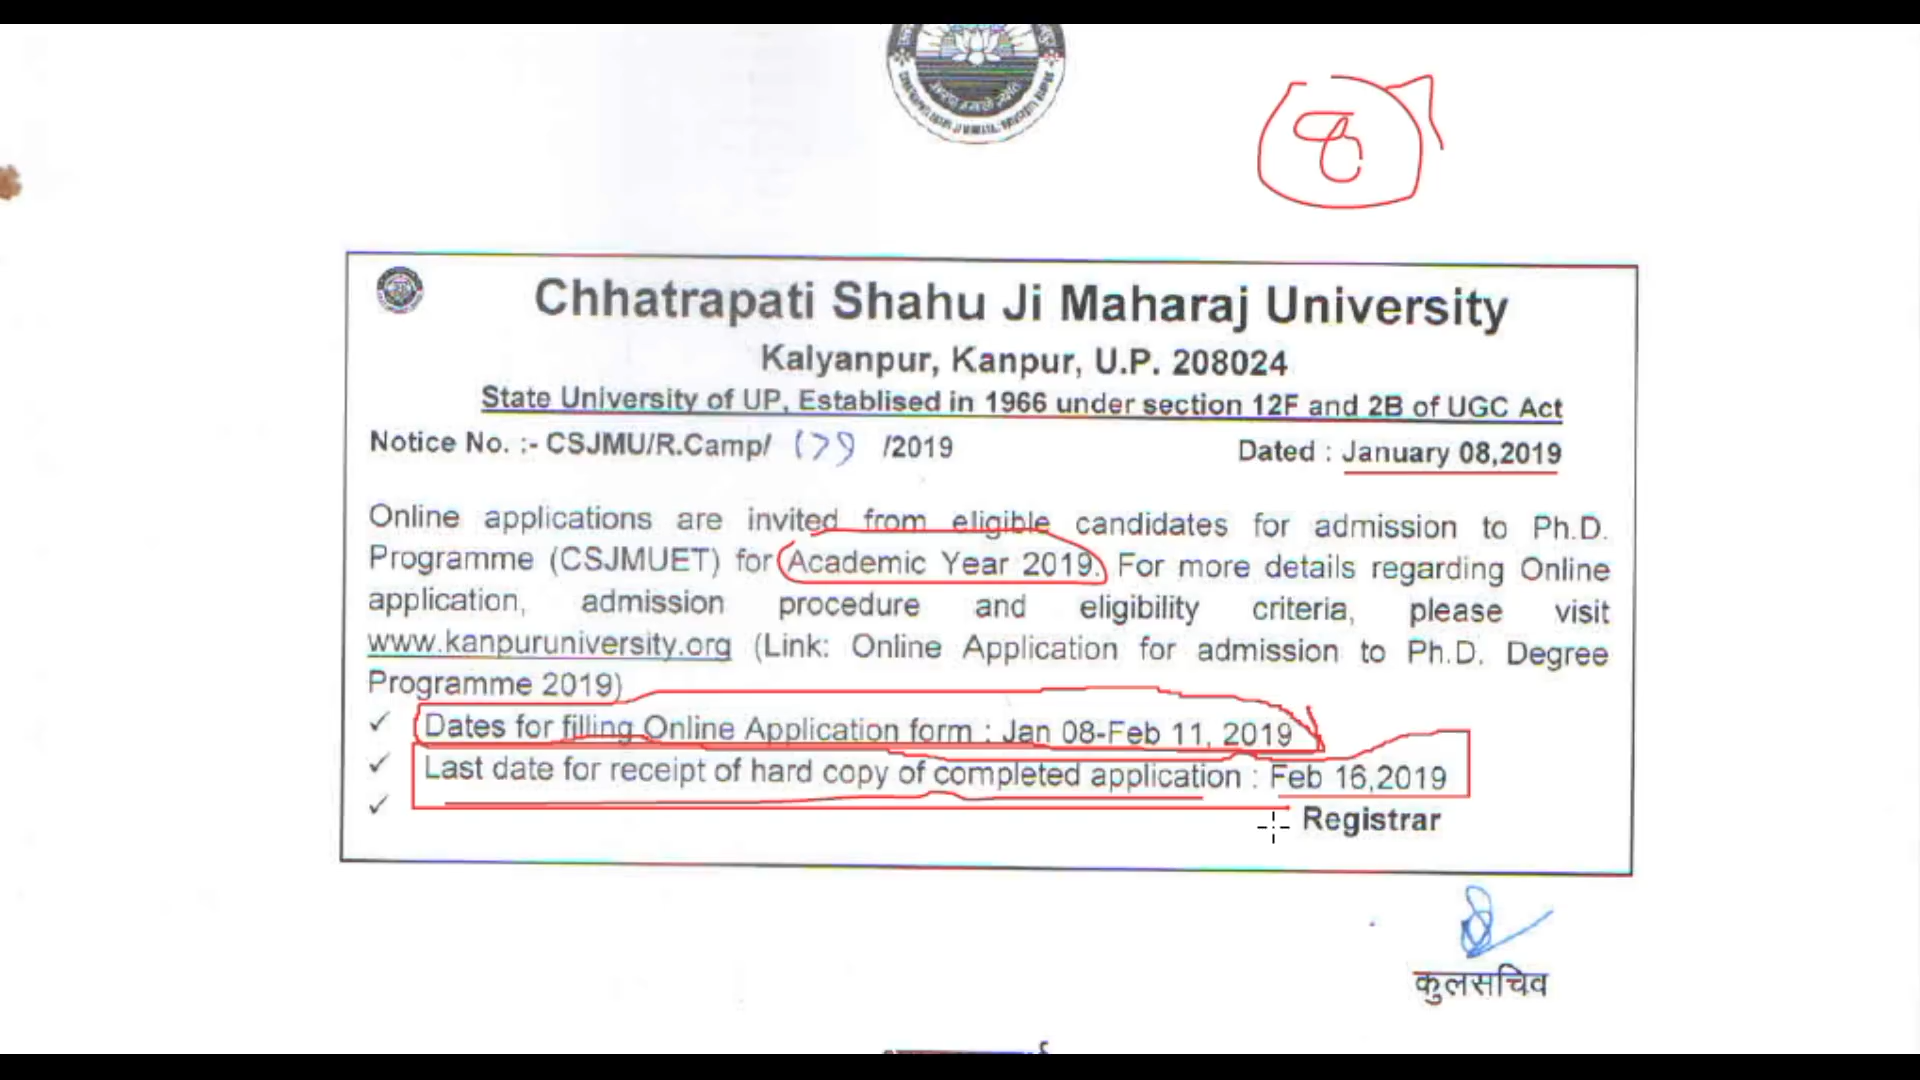 8
Chhatrapati Shahu Ji Maharaj University
Kalyanpur, Kanpur, U.P. 208024
State University of UP, Establised in 1966 under section 12F and 2B of UGC Act
Notice No. :- CSJMU/R.Camp/ 179 /2019 Dated : January 08,2019
Online applications are invited from eligible candidates for admission to Ph.D.
Programme (CSJMUET) for Academic Year 2019. For more details regarding Online
application, admission procedure and eligibility criteria, please visit
www.kanpuruniversity.org (Link: Online Application for admission to Ph.D. Degree
Programme 2019)
✓ Dates for filling Online Application form : Jan 08-Feb 11, 2019
✓ Last date for receipt of hard copy of completed application : Feb 16,2019
✓
Registrar
कुलसचिव